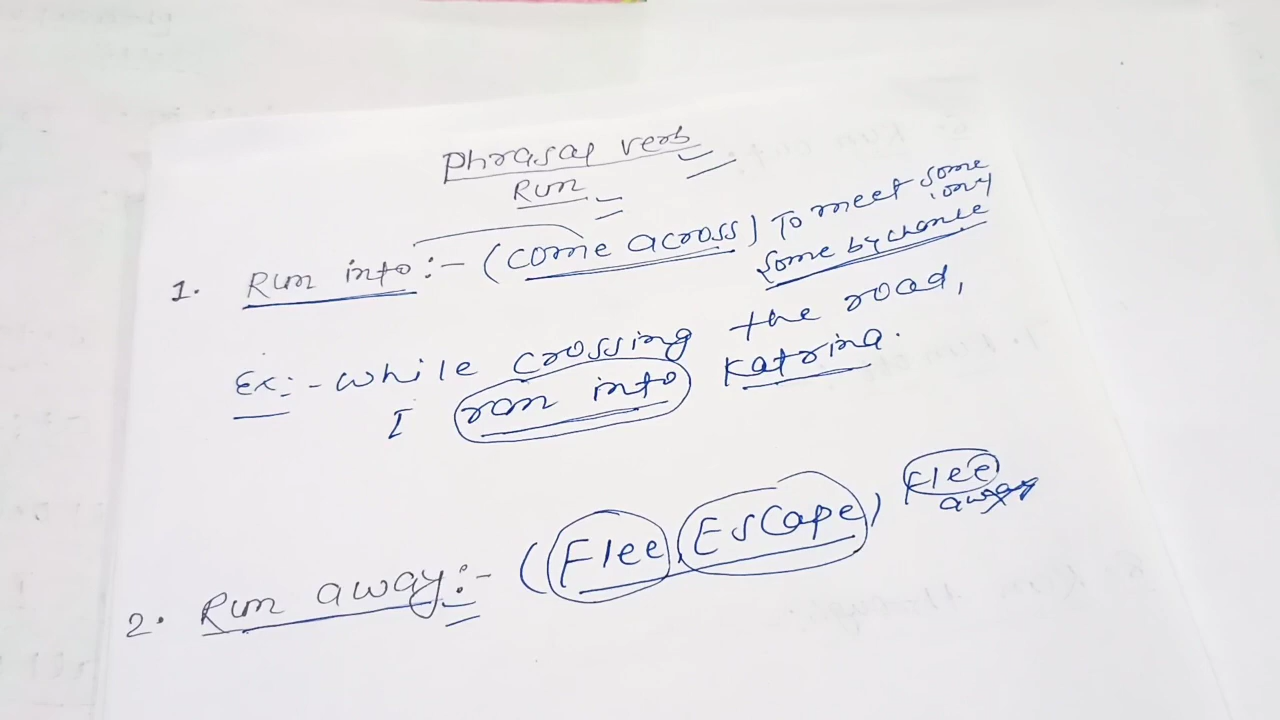 Phrasal verb
Run
1. Run into :- (come across) To meet some
one
some by chance
Ex:- while crossing the road,
I ran into Katrina.
2. Run away :- (Flee, Escape) Flee
away